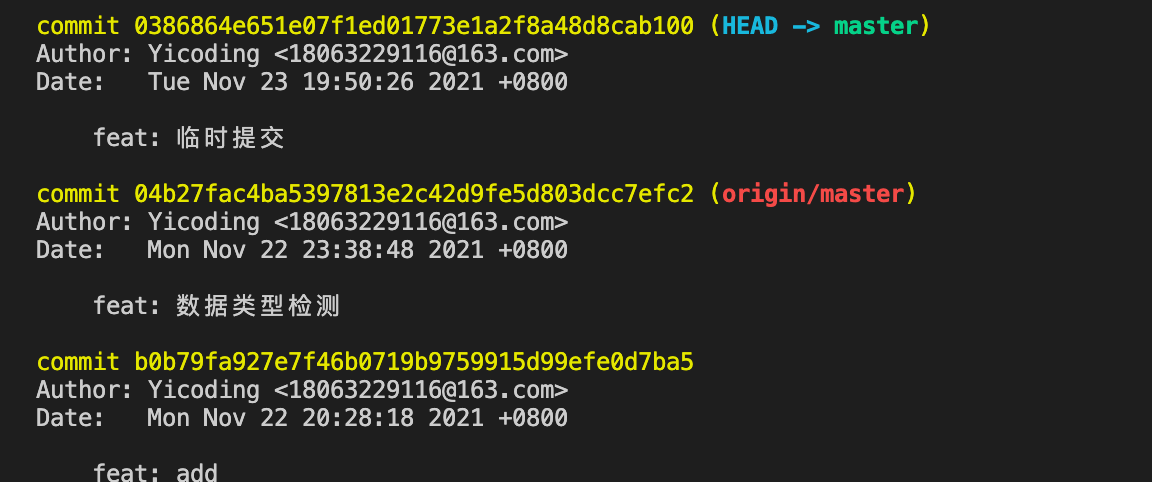 commit 0386864e651e07f1ed01773e1a2f8a48d8cab100 (HEAD -> master)
Author: Yicoding <18063229116@163.com>
Date:   Tue Nov 23 19:50:26 2021 +0800
feat: 临时提交
commit 04b27fac4ba5397813e2c42d9fe5d803dcc7efc2 (origin/master)
Author: Yicoding <18063229116@163.com>
Date:   Mon Nov 22 23:38:48 2021 +0800
feat: 数据类型检测
commit b0b79fa927e7f46b0719b9759915d99efe0d7ba5
Author: Yicoding <18063229116@163.com>
Date:   Mon Nov 22 20:28:18 2021 +0800
feat: add